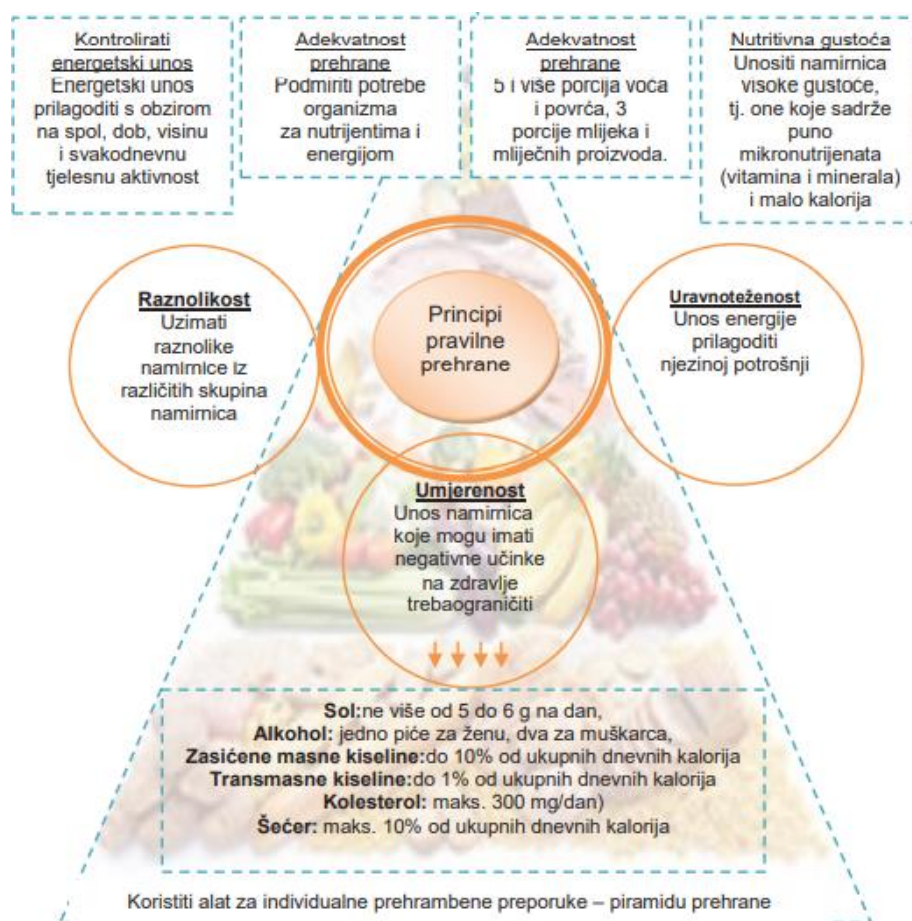 Kontrolirati
energetski unos
Energetski unos
prilagoditi s obzirom
na spol, dob, visinu
i svakodnevnu
tjelesnu aktivnost
Adekvatnost
prehrane
Podmiriti potrebe
organizma
za nutrijentima i
energijom
Adekvatnost
prehrane
5 i više porcija voća
i povrća, 3
porcije mlijeka i
mliječnih proizvoda.
Nutritivna gustoća
Unositi namirnica
visoke gustoće,
tj. one koje sadrže
puno
mikronutrijenata
(vitamina i minerala)
i malo kalorija
Raznolikost
Uzimati
raznolike
namirnice iz
različitih skupina
namirnica
Principi
pravilne
prehrane
Uravnoteženost
Unos energije
prilagoditi
njezinoj potrošnji
Umjerenost
Unos namirnica
koje mogu imati
negativne učinke
na zdravlje
trebaograničiti
Sol:ne više od 5 do 6 g na dan,
Alkohol: jedno piće za ženu, dva za muškarca,
Zasićene masne kiseline:do 10% od ukupnih dnevnih kalorija
Transmasne kiseline:do 1% od ukupnih dnevnih kalorija
Kolesterol: maks. 300 mg/dan)
Šećer: maks. 10% od ukupnih dnevnih kalorija
Koristiti alat za individualne prehrambene preporuke – piramidu prehrane